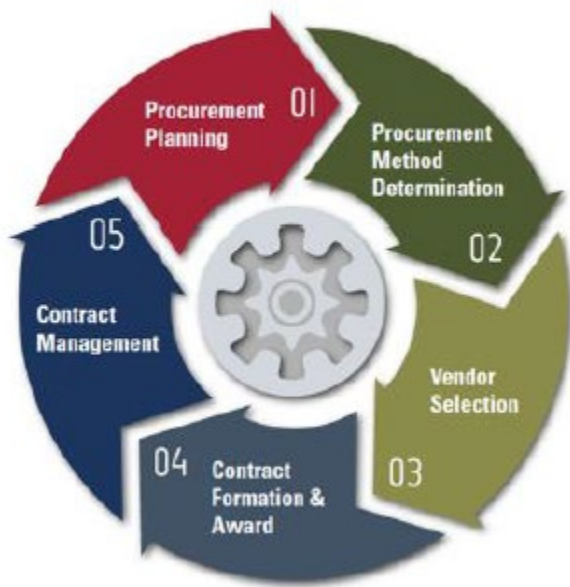 Procurement
Planning
01
Procurement
Method
Determination
02
Vendor
Selection
03
04
Contract
Formation &
Award
05
Contract
Management